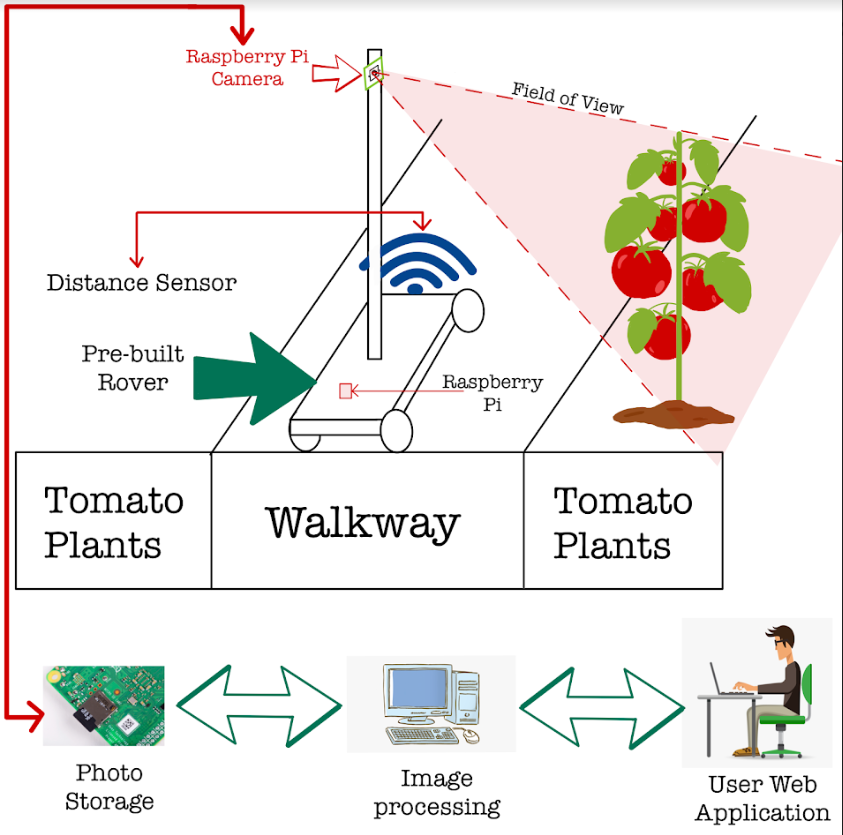 Raspberry Pi
Camera
Field of View
Distance Sensor
Pre-built
Rover
Raspberry
Pi
Tomato
Plants
Walkway
Tomato
Plants
Photo
Storage
Image
processing
User Web
Application